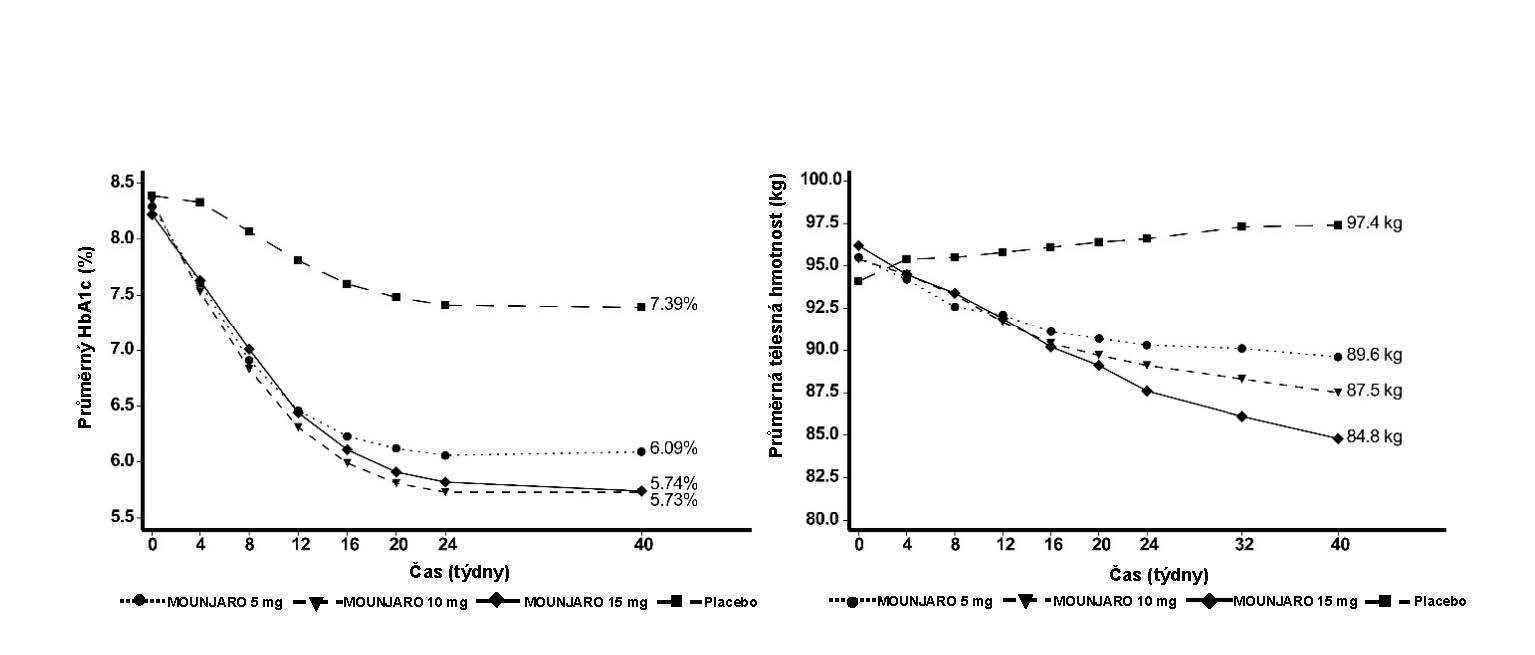 Průměrný HbA1c (%)
8.5
8.0
7.5
7.0
6.5
6.0
5.5
7.39%
6.09%
5.74%
5.73%
0 4 8 12 16 20 24 40
Čas (týdny)
MOUNJARO 5 mg MOUNJARO 10 mg MOUNJARO 15 mg Placebo
Průměrná tělesná hmotnost (kg)
100.0
97.5
95.0
92.5
90.0
87.5
85.0
82.5
80.0
97.4 kg
89.6 kg
87.5 kg
84.8 kg
0 4 8 12 16 20 24 32 40
Čas (týdny)
MOUNJARO 5 mg MOUNJARO 10 mg MOUNJARO 15 mg Placebo